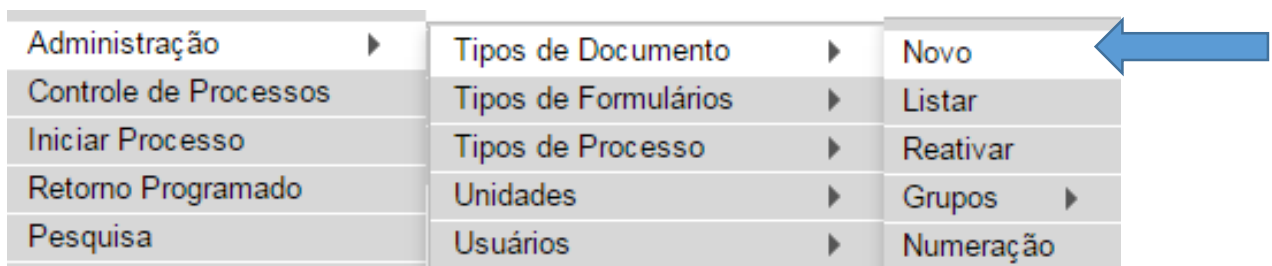 Administração
Controle de Processos
Iniciar Processo
Retorno Programado
Pesquisa
Tipos de Documento
Tipos de Formulários
Tipos de Processo
Unidades
Usuários
Novo
Listar
Reativar
Grupos
Numeração